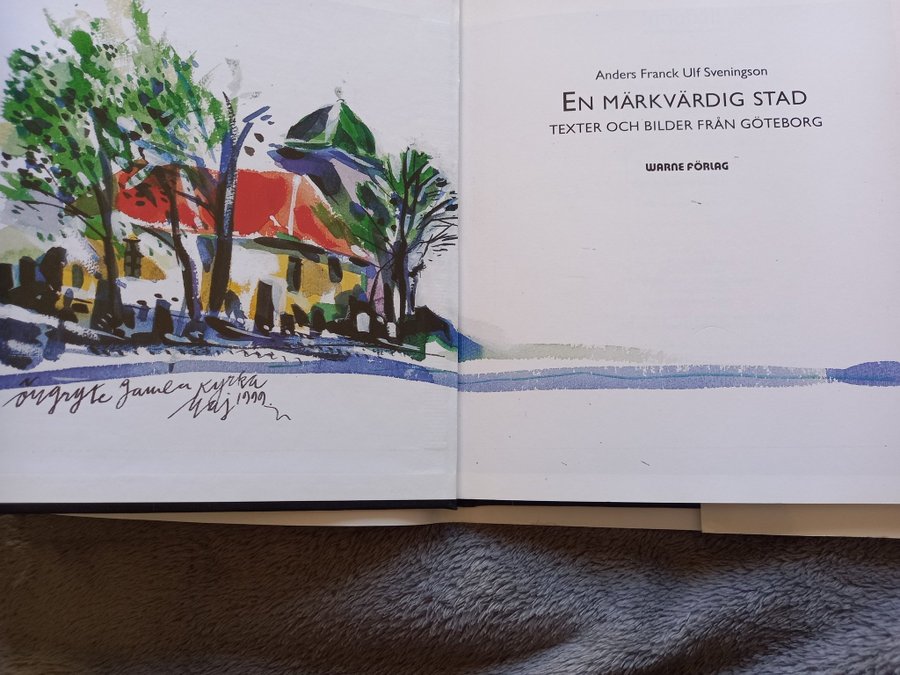 Örgryte Gamla Kyrka
Maj 1999.
Anders Franck Ulf Sveningson
EN MÄRKVÄRDIG STAD
TEXTER OCH BILDER FRÅN GÖTEBORG
WARNE FÖRLAG